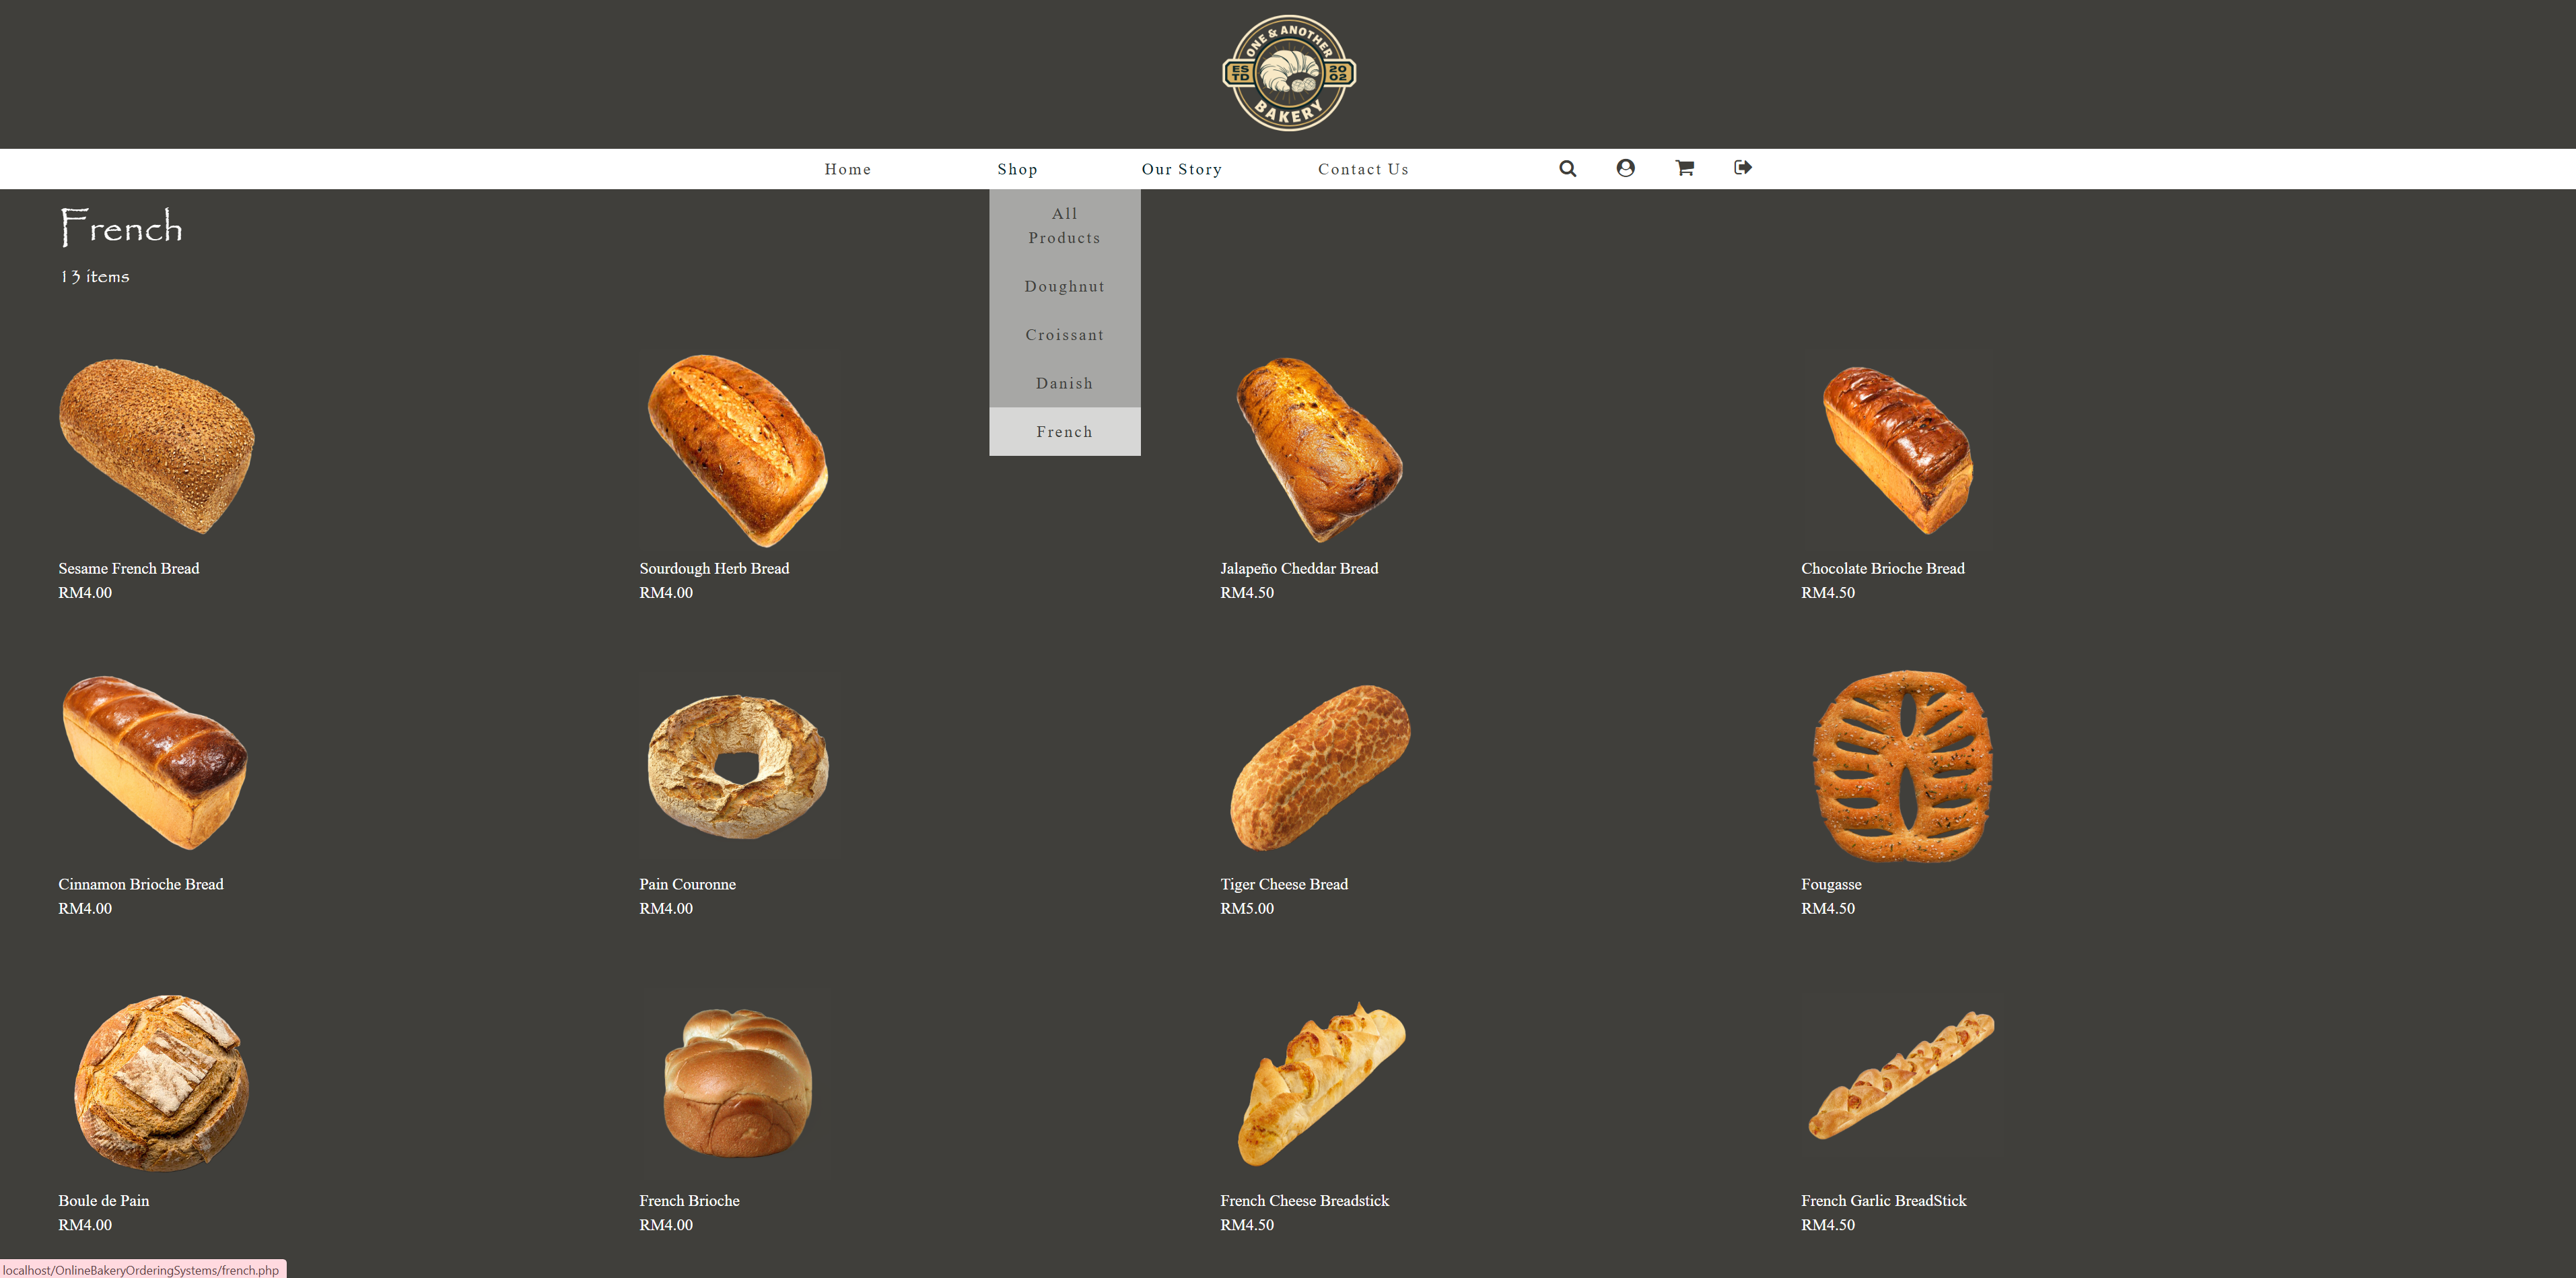 ONE & ANOTHER
ES
TD
20
02
BAKERY
Home Shop Our Story Contact Us
All
Products
Doughnut
Croissant
Danish
French
French
13 items
Sesame French Bread
RM4.00
Sourdough Herb Bread
RM4.00
Jalapeño Cheddar Bread
RM4.50
Chocolate Brioche Bread
RM4.50
Cinnamon Brioche Bread
RM4.00
Pain Couronne
RM4.00
Tiger Cheese Bread
RM5.00
Fougasse
RM4.50
Boule de Pain
RM4.00
French Brioche
RM4.00
French Cheese Breadstick
RM4.50
French Garlic BreadStick
RM4.50
localhost/OnlineBakeryOrderingSystems/french.php